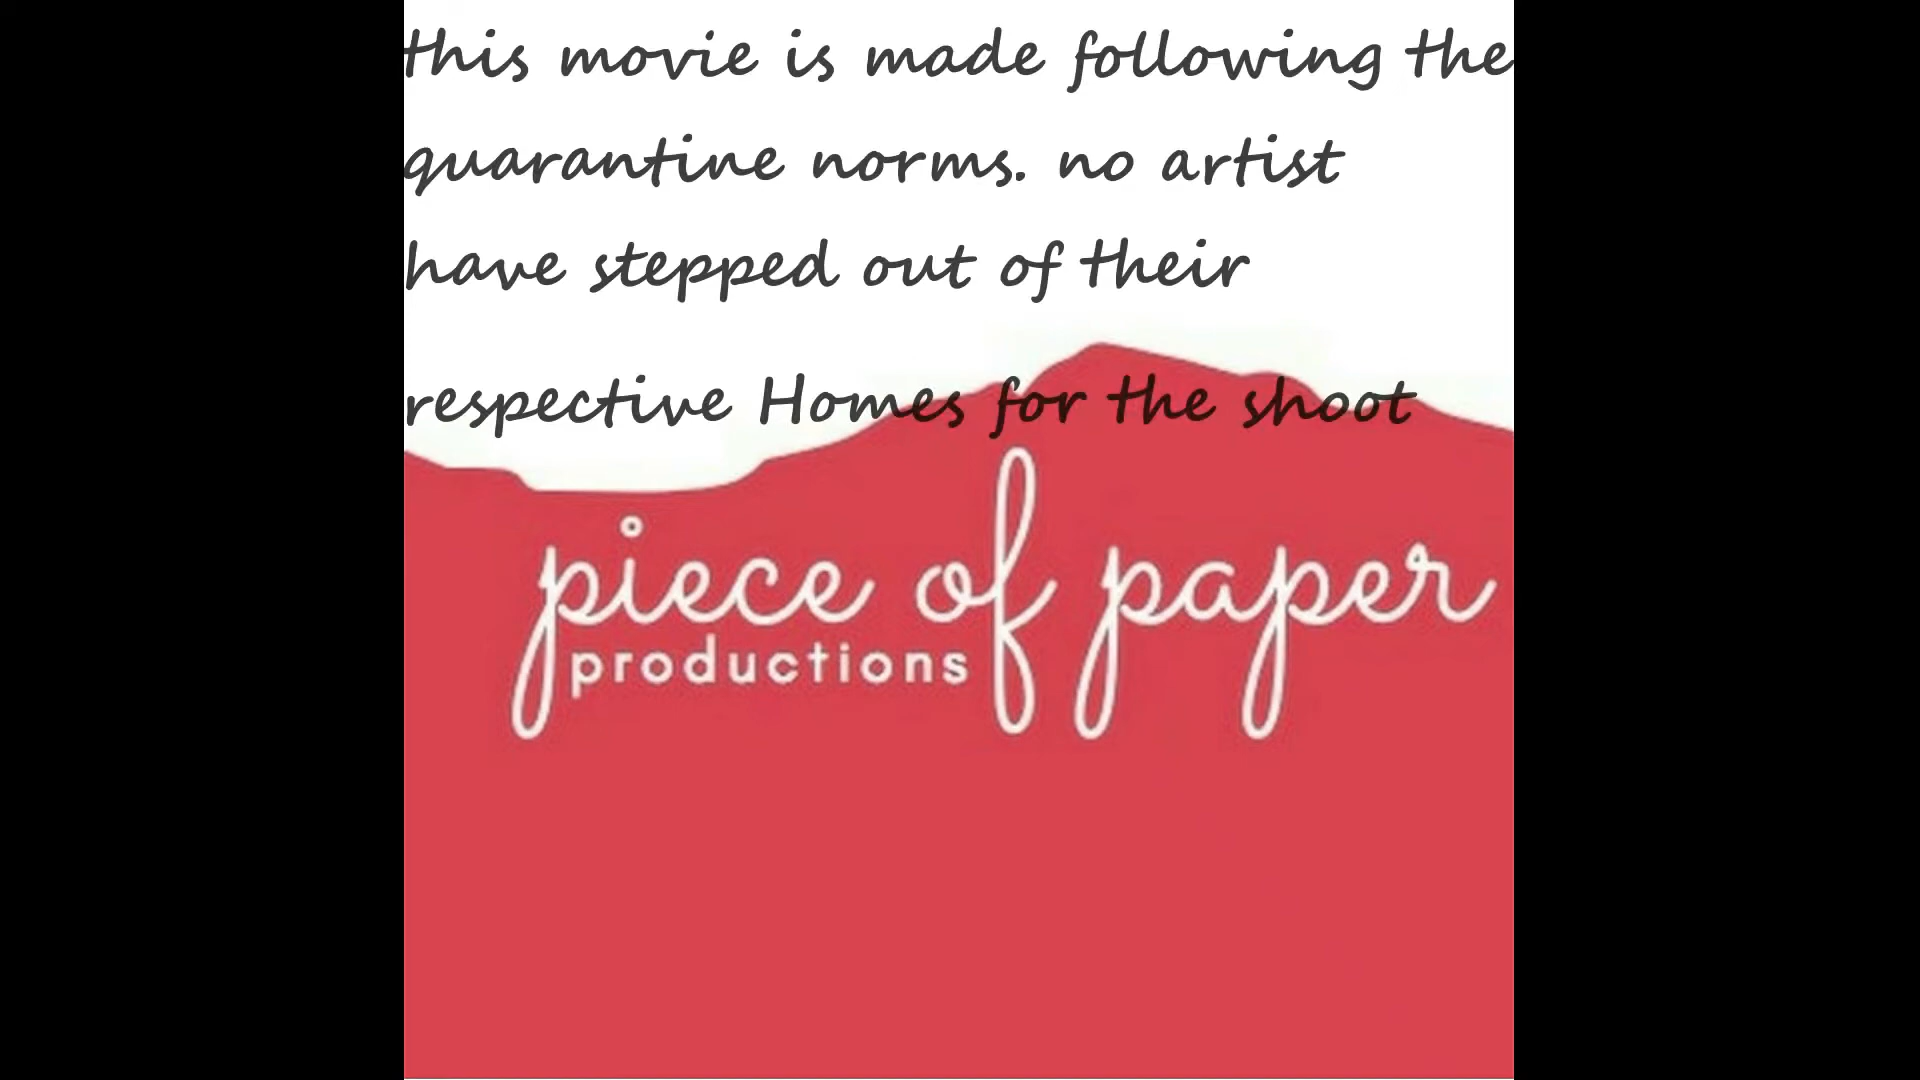 this movie is made following the
quarantine norms. no artist
have stepped out of their
respective Homes for the shoot
piece of paper
productions